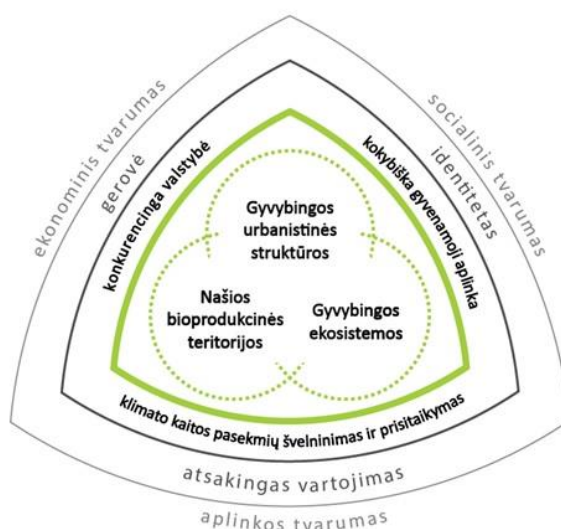 ekonominis tvarumas
socialinis tvarumas
gerovė
identitetas
konkurencinga valstybė
kokybiška gyvenamoji aplinka
Gyvybingos
urbanistinės
struktūros
Našios
bioprodukcinės
teritorijos
Gyvybingos
ekosistemos
klimato kaitos pasekmių švelninimas ir prisitaikymas
atsakingas vartojimas
aplinkos tvarumas